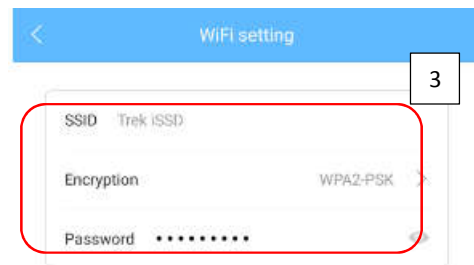 WiFi setting
3
SSID Trek iSSD
Encryption WPA2-PSK
Password •••••••••